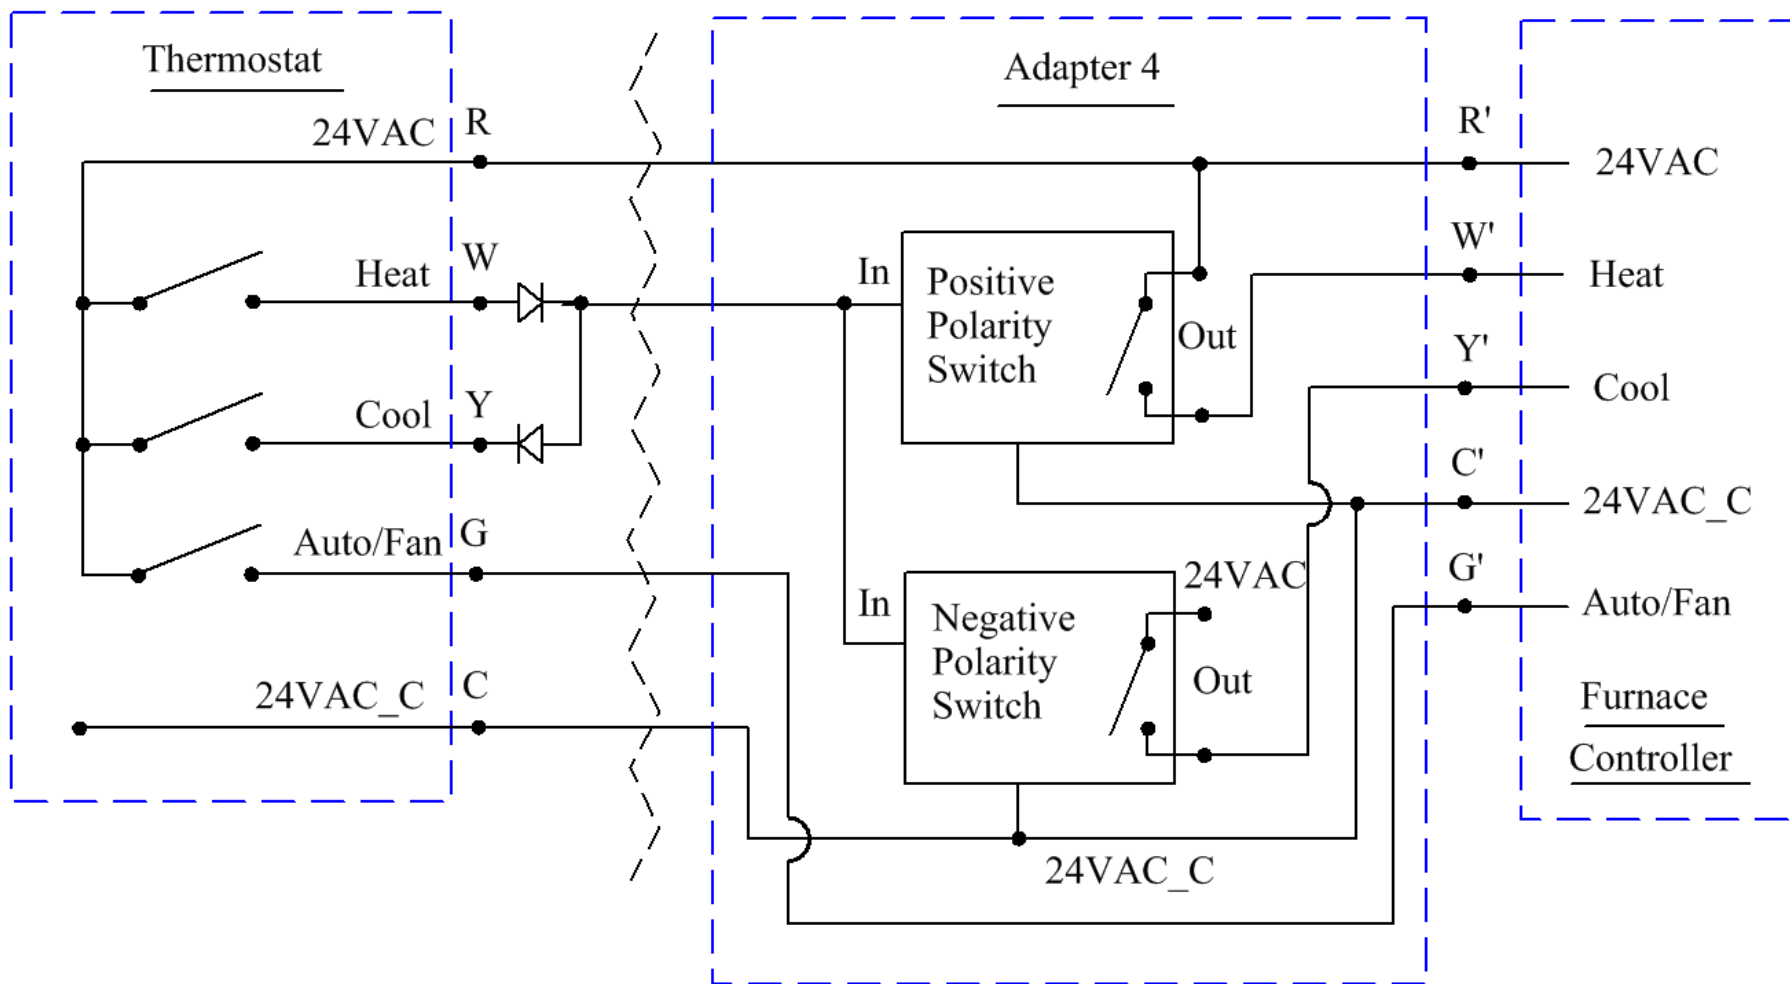 Thermostat
24VAC
R
Heat
W
Cool
Y
Auto/Fan
G
24VAC_C
C
Adapter 4
In
Positive
Polarity
Switch
Out
In
Negative
Polarity
Switch
24VAC
Out
24VAC_C
R'
24VAC
W'
Heat
Y'
Cool
C'
24VAC_C
G'
Auto/Fan
Furnace
Controller